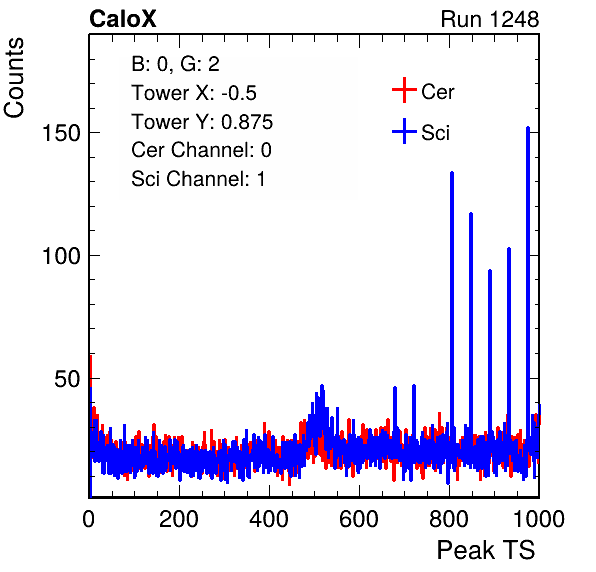 CaloX
Run 1248
B: 0, G: 2
Tower X: -0.5
Tower Y: 0.875
Cer Channel: 0
Sci Channel: 1
Cer
Sci
Counts
150
100
50
0
200
400
600
800
1000
Peak TS